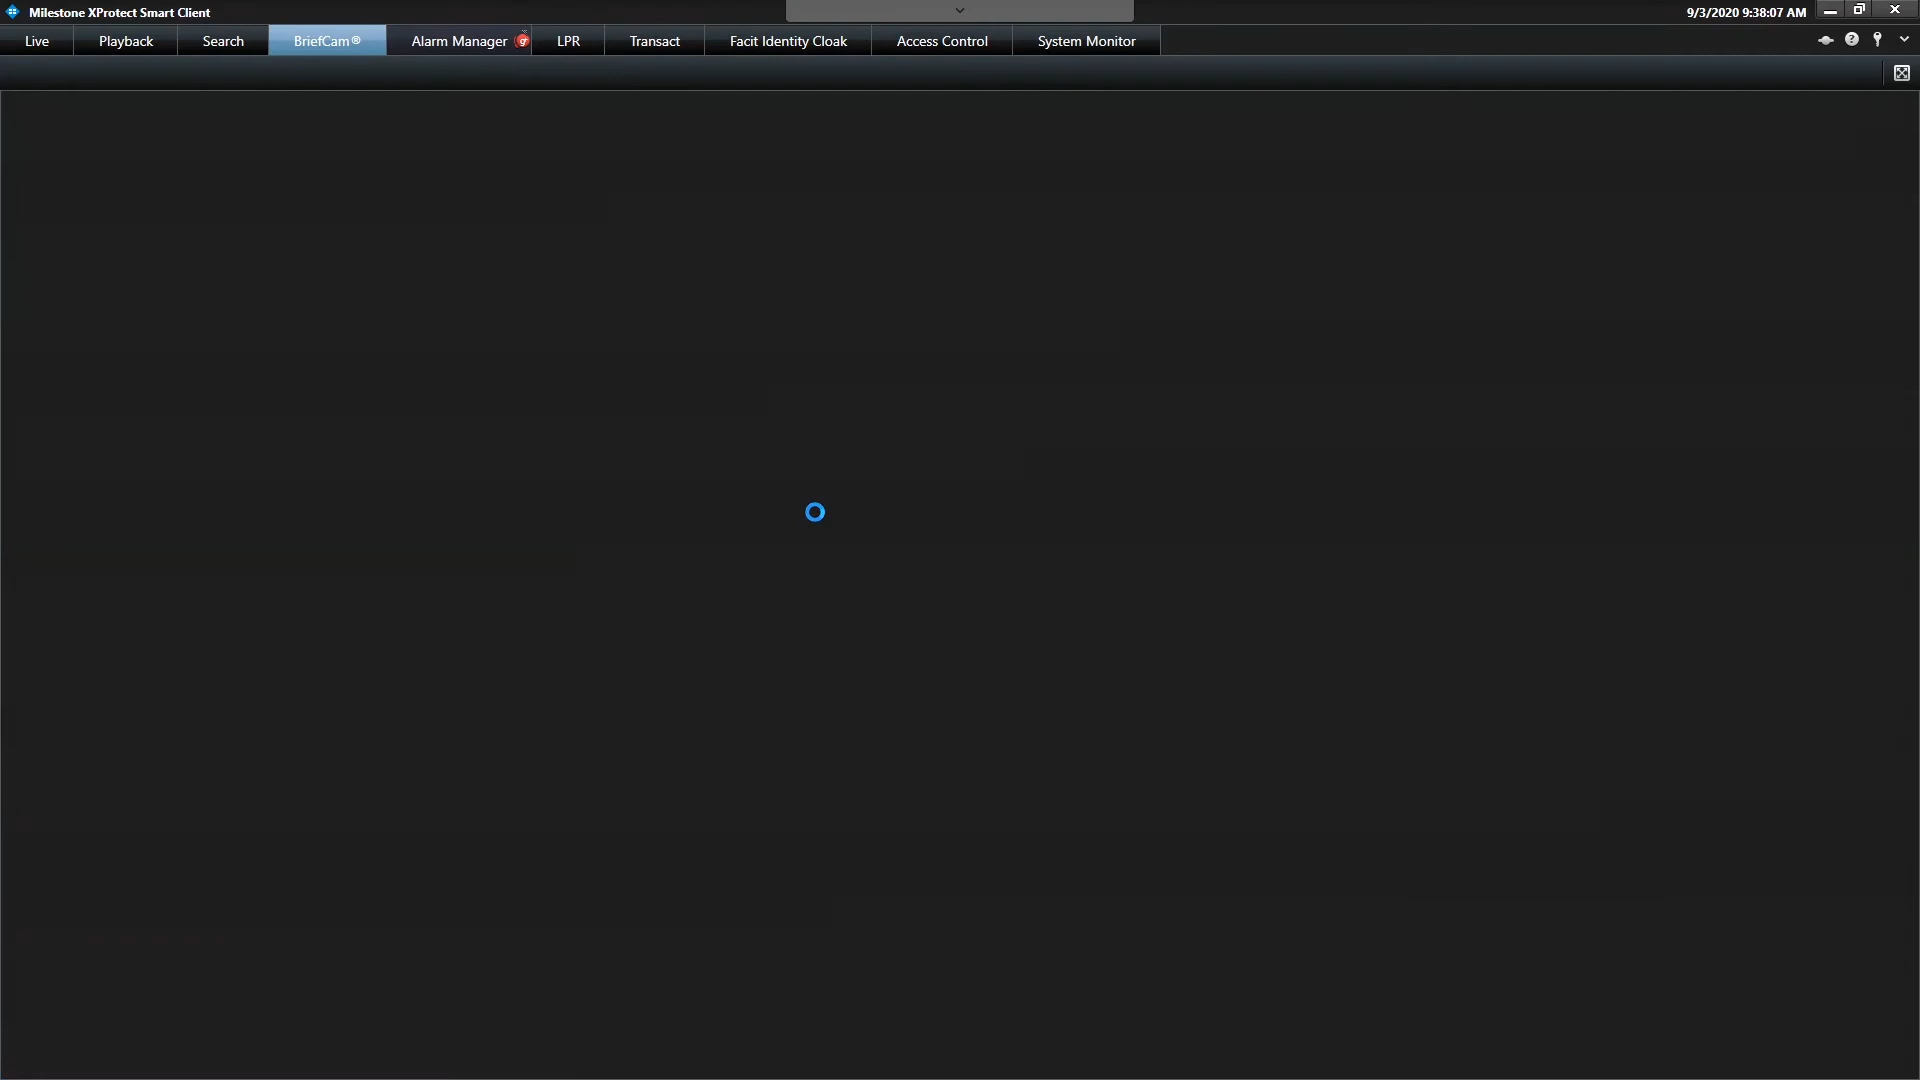 Milestone XProtect Smart Client
9/3/2020 9:38:07 AM
Live
Playback
Search
BriefCam®
Alarm Manager
LPR
Transact
Facit Identity Cloak
Access Control
System Monitor